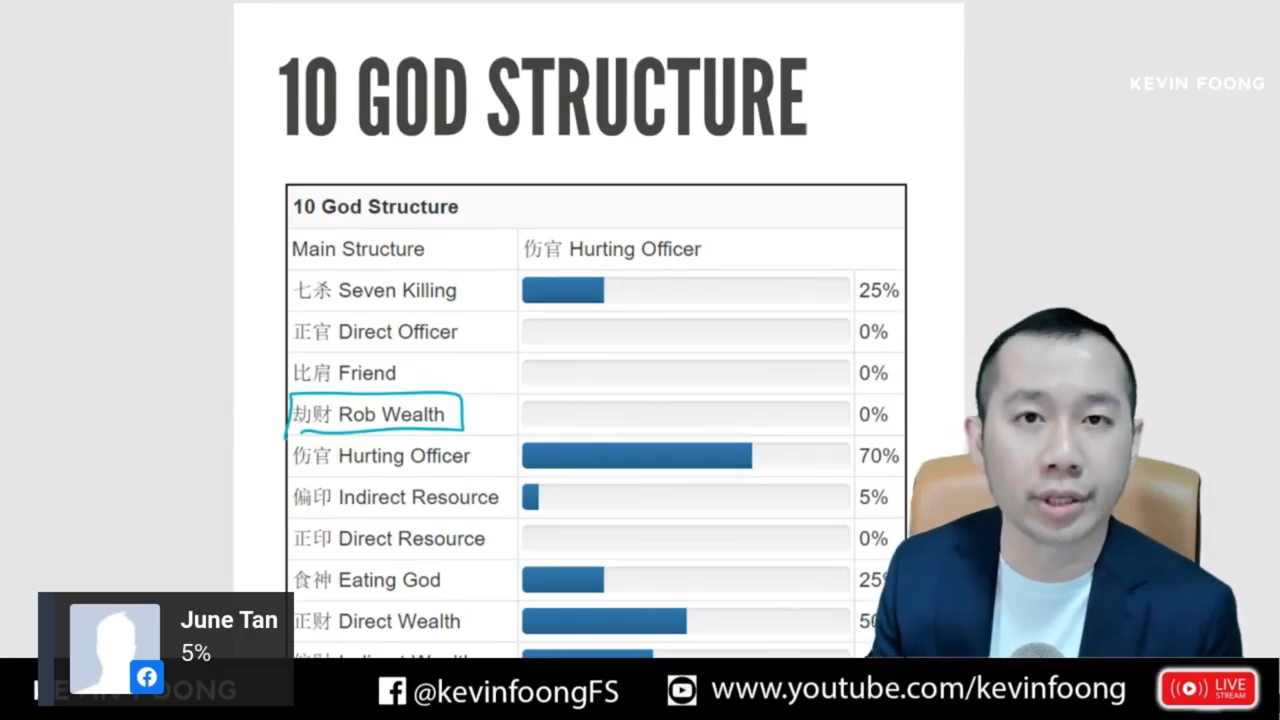 10 GOD STRUCTURE
KEVIN FOONG
10 God Structure
Main Structure 伤官 Hurting Officer
七杀 Seven Killing 25%
正官 Direct Officer 0%
比肩 Friend 0%
劫财 Rob Wealth 0%
伤官 Hurting Officer 70%
偏印 Indirect Resource 5%
正印 Direct Resource 0%
食神 Eating God 25%
正财 Direct Wealth
June Tan
5%
KEVIN FOONG
@kevinfoongFS
www.youtube.com/kevinfoong
LIVE
STREAM